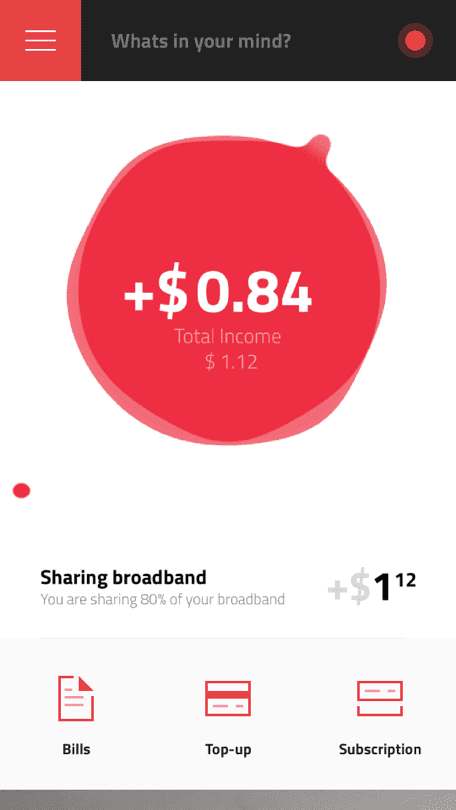 Whats in your mind?
+$0.84
Total Income
$ 1.12
Sharing broadband
You are sharing 80% of your broadband
+$1 12
Bills
Top-up
Subscription